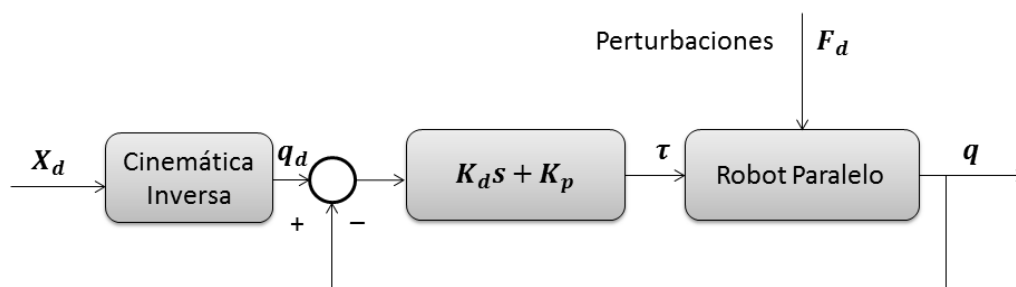 Perturbaciones
F_d
X_d
Cinemática
Inversa
q_d
+
−
K_d s + K_p
τ
Robot Paralelo
q